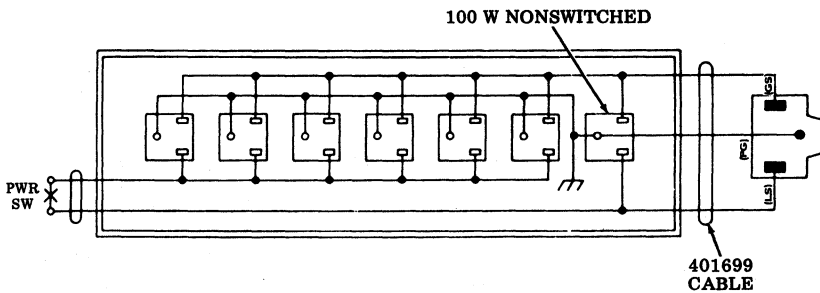 100 W NONSWITCHED
(GS)
(PG)
(LS)
PWR
SW
401699
CABLE